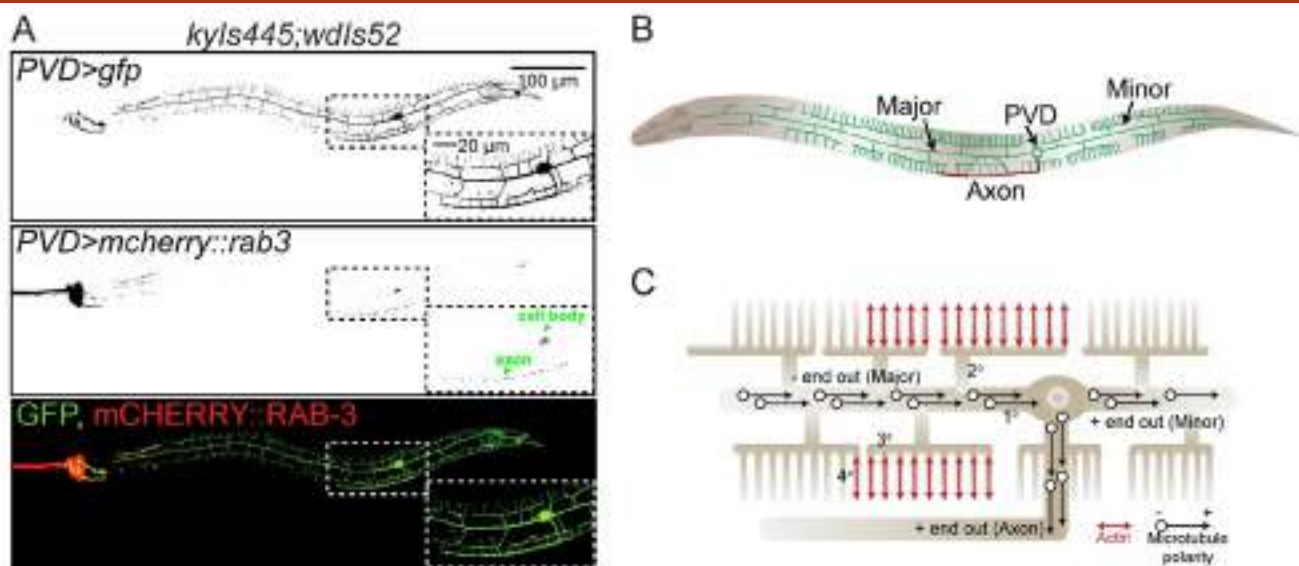 A
kyIs445;wdIs52
PVD>gfp
100 µm
20 µm
PVD>mcherry::rab3
cell body
axon
GFP, mCHERRY::RAB-3
B
Major
PVD
Minor
Axon
C
- end out (Major)
2°
1°
+ end out (Minor)
3°
4°
+ end out (Axon)
- +
Actin
Microtubule
polarity